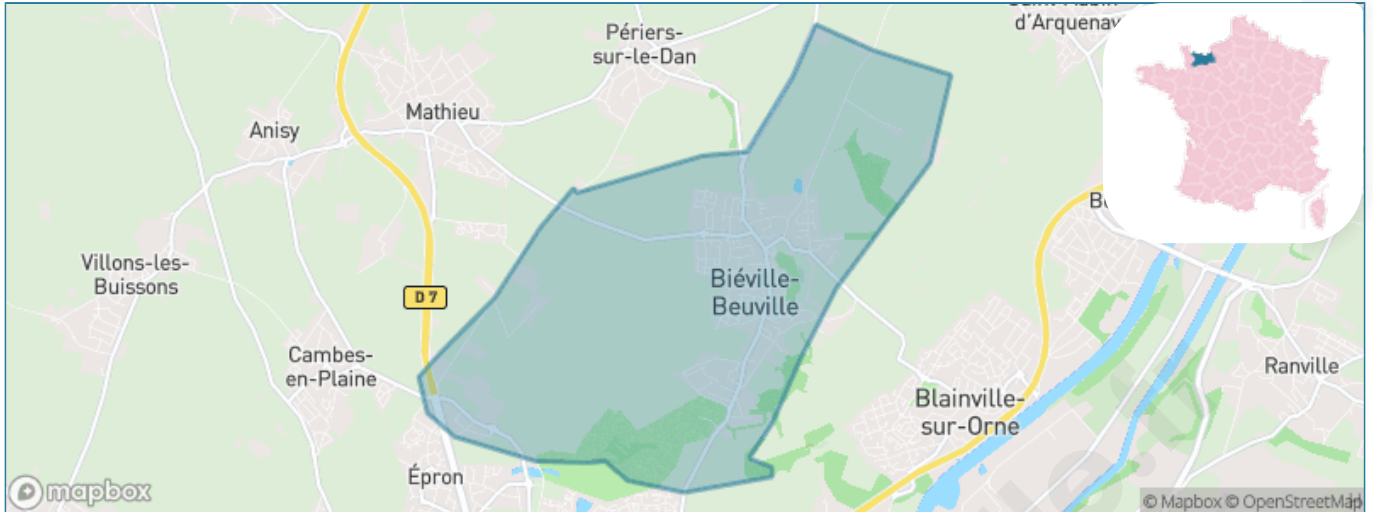 d'Arquenay
Périers-
sur-le-Dan
Mathieu
Anisy
Villons-les-
Buissons
D 7
Biéville-
Beuville
Cambes-
en-Plaine
Ranville
Blainville-
sur-Orne
Épron
mapbox
© Mapbox © OpenStreetMap